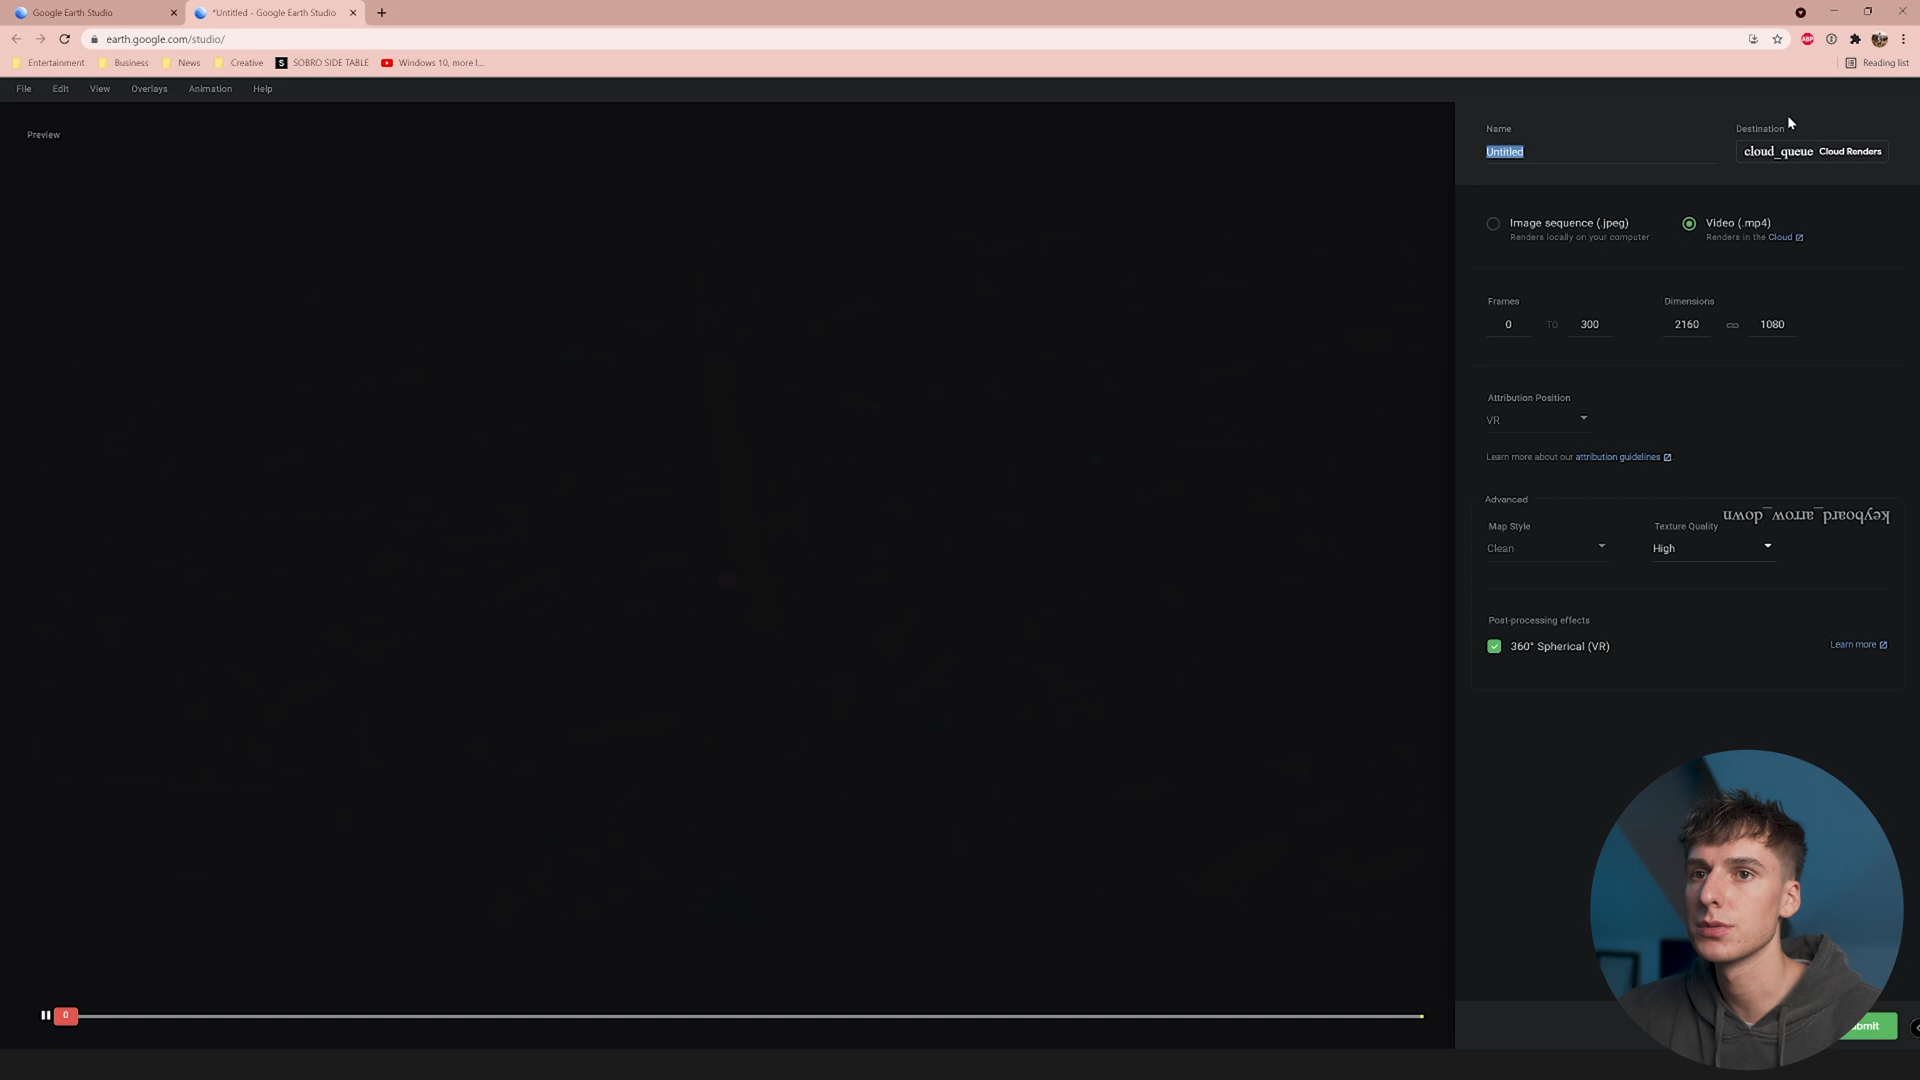 Google Earth Studio
*Untitled - Google Earth Studio
earth.google.com/studio/
ABP
Entertainment
Business
News
Creative
S
SOBRO SIDE TABLE
Windows 10, more I...
Reading list
File
Edit
View
Overlays
Animation
Help
Preview
Name
Destination
Untitled
cloud_queue Cloud Renders
Image sequence (.jpeg)
Renders locally on your computer
Video (.mp4)
Renders in the Cloud
Frames
0 TO 300
Dimensions
2160
1080
Attribution Position
VR
Learn more about our attribution guidelines
Advanced
keyboard_arrow_down
Map Style
Clean
Texture Quality
High
Post-processing effects
360° Spherical (VR)
Learn more
0